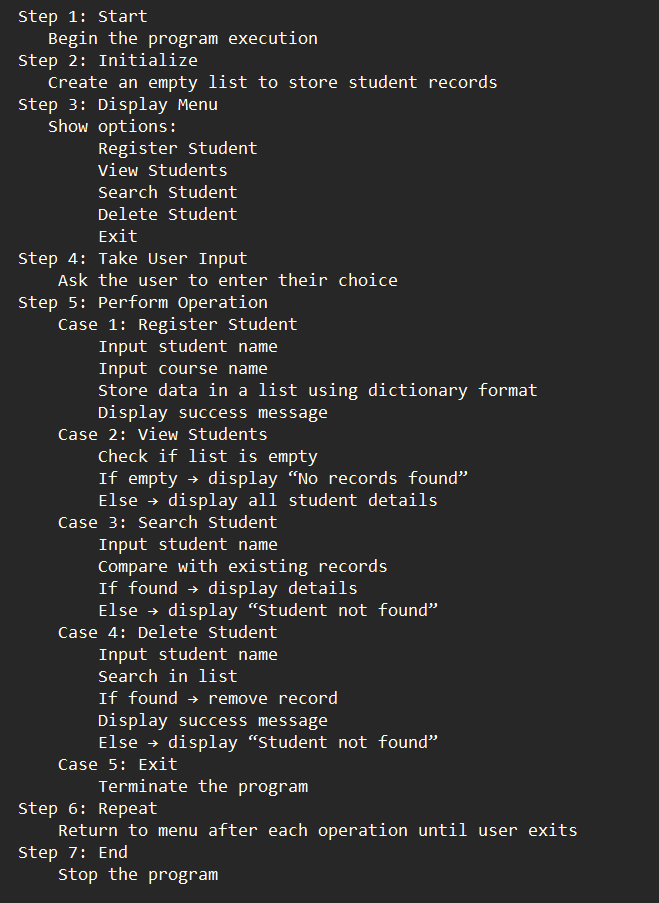 Step 1: Start
Begin the program execution
Step 2: Initialize
Create an empty list to store student records
Step 3: Display Menu
Show options:
Register Student
View Students
Search Student
Delete Student
Exit
Step 4: Take User Input
Ask the user to enter their choice
Step 5: Perform Operation
Case 1: Register Student
Input student name
Input course name
Store data in a list using dictionary format
Display success message
Case 2: View Students
Check if list is empty
If empty → display “No records found”
Else → display all student details
Case 3: Search Student
Input student name
Compare with existing records
If found → display details
Else → display “Student not found”
Case 4: Delete Student
Input student name
Search in list
If found → remove record
Display success message
Else → display “Student not found”
Case 5: Exit
Terminate the program
Step 6: Repeat
Return to menu after each operation until user exits
Step 7: End
Stop the program